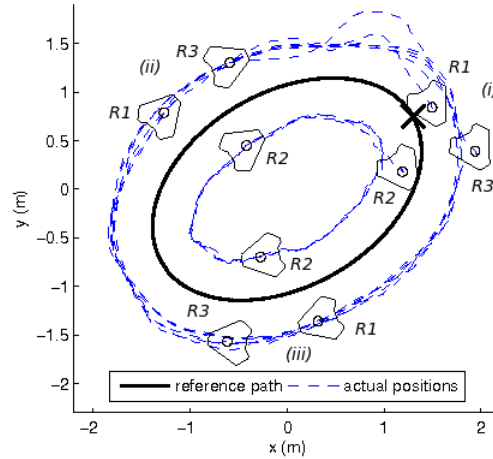 1.5
1
0.5
0
−0.5
−1
−1.5
−2
y (m)
(ii)
R3
R1
R1
(i)
R2
R2
R3
R2
R3
R1
(iii)
reference path
actual positions
−2
−1
0
1
2
x (m)